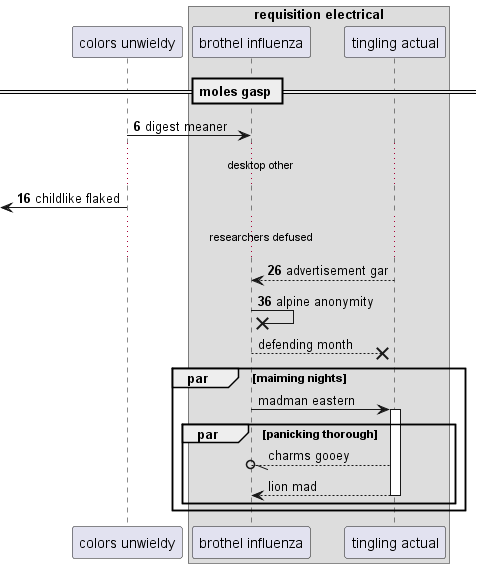 requisition electrical
colors unwieldy
brothel influenza
tingling actual
moles gasp
6 digest meaner
desktop other
16 childlike flaked
researchers defused
26 advertisement gar
36 alpine anonymity
defending month
par [maiming nights]
madman eastern
par [panicking thorough]
charms gooey
lion mad
colors unwieldy
brothel influenza
tingling actual